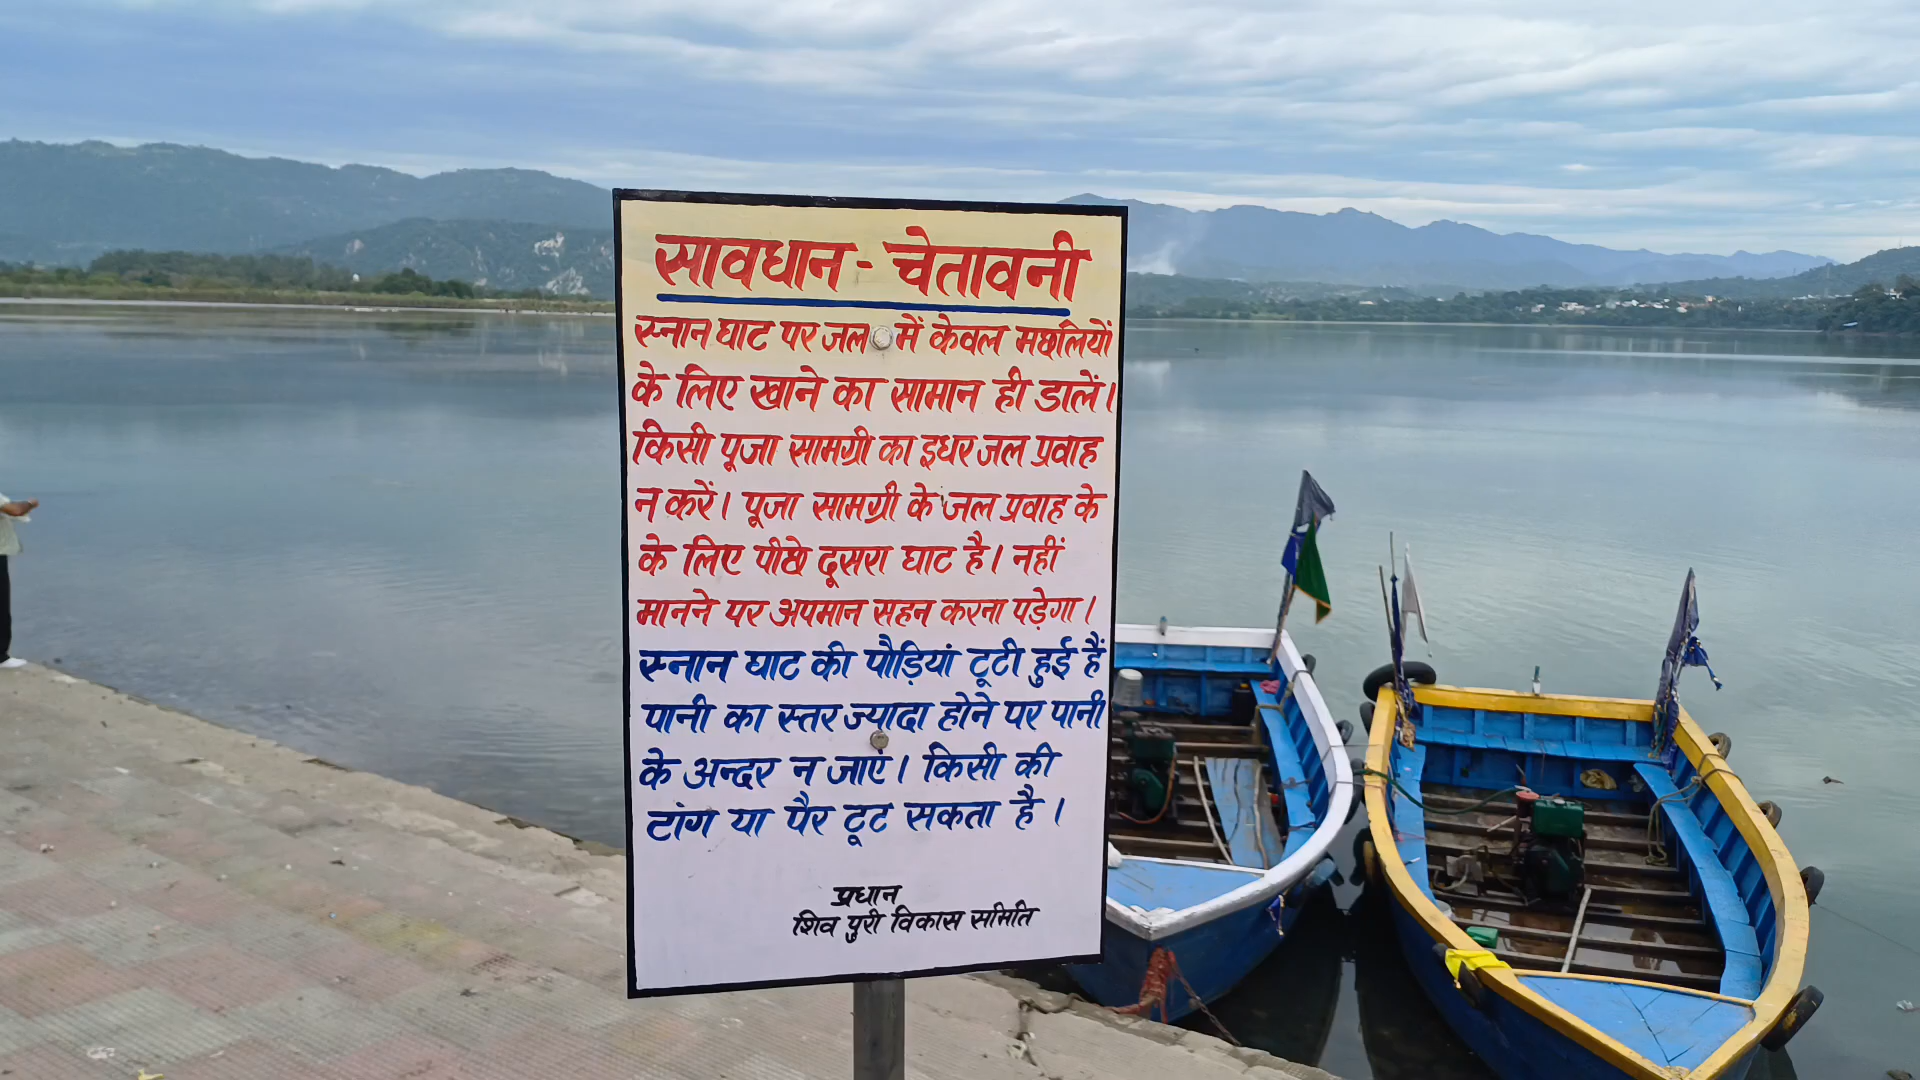 सावधान - चेतावनी
स्नान घाट पर जल में केवल मछलियों
के लिए खाने का सामान ही डालें।
किसी पूजा सामग्री का इधर जल प्रवाह
न करें। पूजा सामग्री के जल प्रवाह के
के लिए पीछे दूसरा घाट है। नहीं
मानने पर अपमान सहन करना पड़ेगा।
स्नान घाट की पौड़ियां टूटी हुई हैं
पानी का स्तर ज्यादा होने पर पानी
के अन्दर न जाएं। किसी की
टांग या पैर टूट सकता है।
प्रधान
शिव पुरी विकास समिति